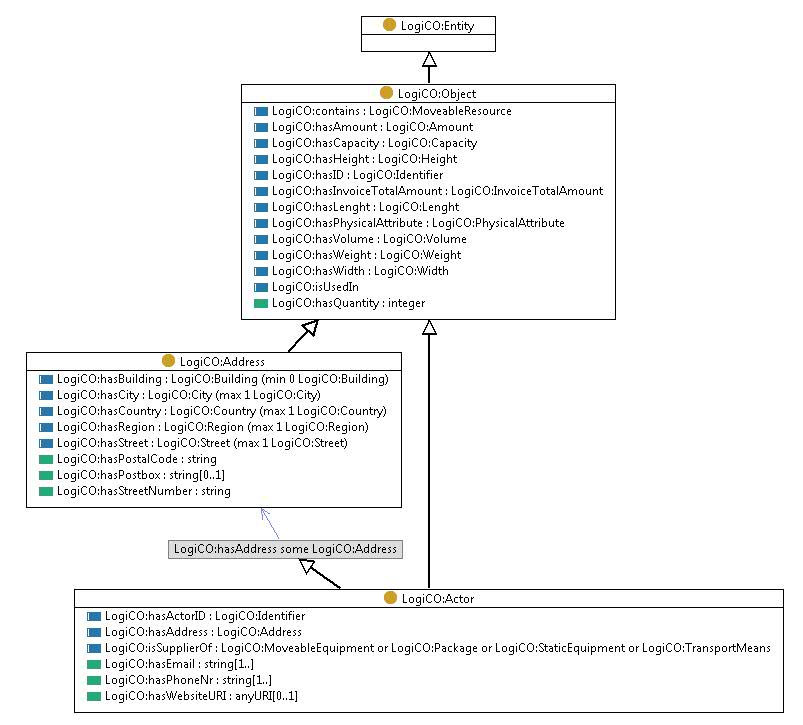 LogiCO:Entity
LogiCO:Object
LogiCO:contains : LogiCO:MoveableResource
LogiCO:hasAmount : LogiCO:Amount
LogiCO:hasCapacity : LogiCO:Capacity
LogiCO:hasHeight : LogiCO:Height
LogiCO:hasID : LogiCO:Identifier
LogiCO:hasInvoiceTotalAmount : LogiCO:InvoiceTotalAmount
LogiCO:hasLenght : LogiCO:Lenght
LogiCO:hasPhysicalAttribute : LogiCO:PhysicalAttribute
LogiCO:hasVolume : LogiCO:Volume
LogiCO:hasWeight : LogiCO:Weight
LogiCO:hasWidth : LogiCO:Width
LogiCO:isUsedIn
LogiCO:hasQuantity : integer
LogiCO:Address
LogiCO:hasBuilding : LogiCO:Building (min 0 LogiCO:Building)
LogiCO:hasCity : LogiCO:City (max 1 LogiCO:City)
LogiCO:hasCountry : LogiCO:Country (max 1 LogiCO:Country)
LogiCO:hasRegion : LogiCO:Region (max 1 LogiCO:Region)
LogiCO:hasStreet : LogiCO:Street (max 1 LogiCO:Street)
LogiCO:hasPostalCode : string
LogiCO:hasPostbox : string[0..1]
LogiCO:hasStreetNumber : string
LogiCO:hasAddress some LogiCO:Address
LogiCO:Actor
LogiCO:hasActorID : LogiCO:Identifier
LogiCO:hasAddress : LogiCO:Address
LogiCO:isSupplierOf : LogiCO:MoveableEquipment or LogiCO:Package or LogiCO:StaticEquipment or LogiCO:TransportMeans
LogiCO:hasEmail : string[1..]
LogiCO:hasPhoneNr : string[1..]
LogiCO:hasWebsiteURI : anyURI[0..1]